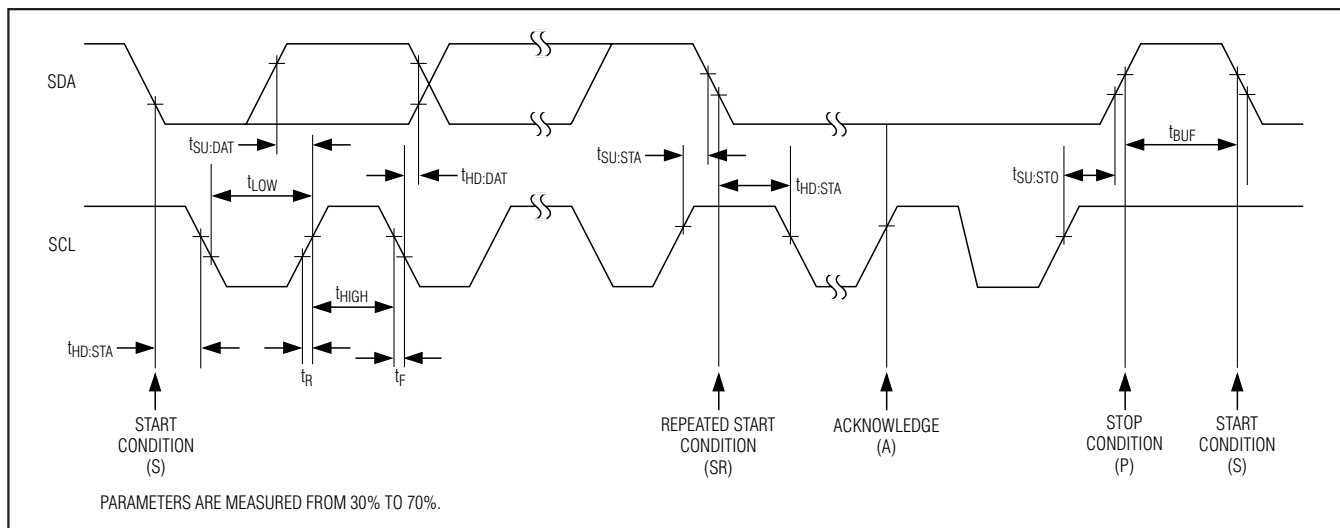 SDA
tSU:DAT
tLOW
tHD:DAT
tSU:STA
tHD:STA
tSU:STO
tBUF
SCL
tHIGH
tHD:STA
tR
tF
START
CONDITION
(S)
REPEATED START
CONDITION
(SR)
ACKNOWLEDGE
(A)
STOP
CONDITION
(P)
START
CONDITION
(S)
PARAMETERS ARE MEASURED FROM 30% TO 70%.